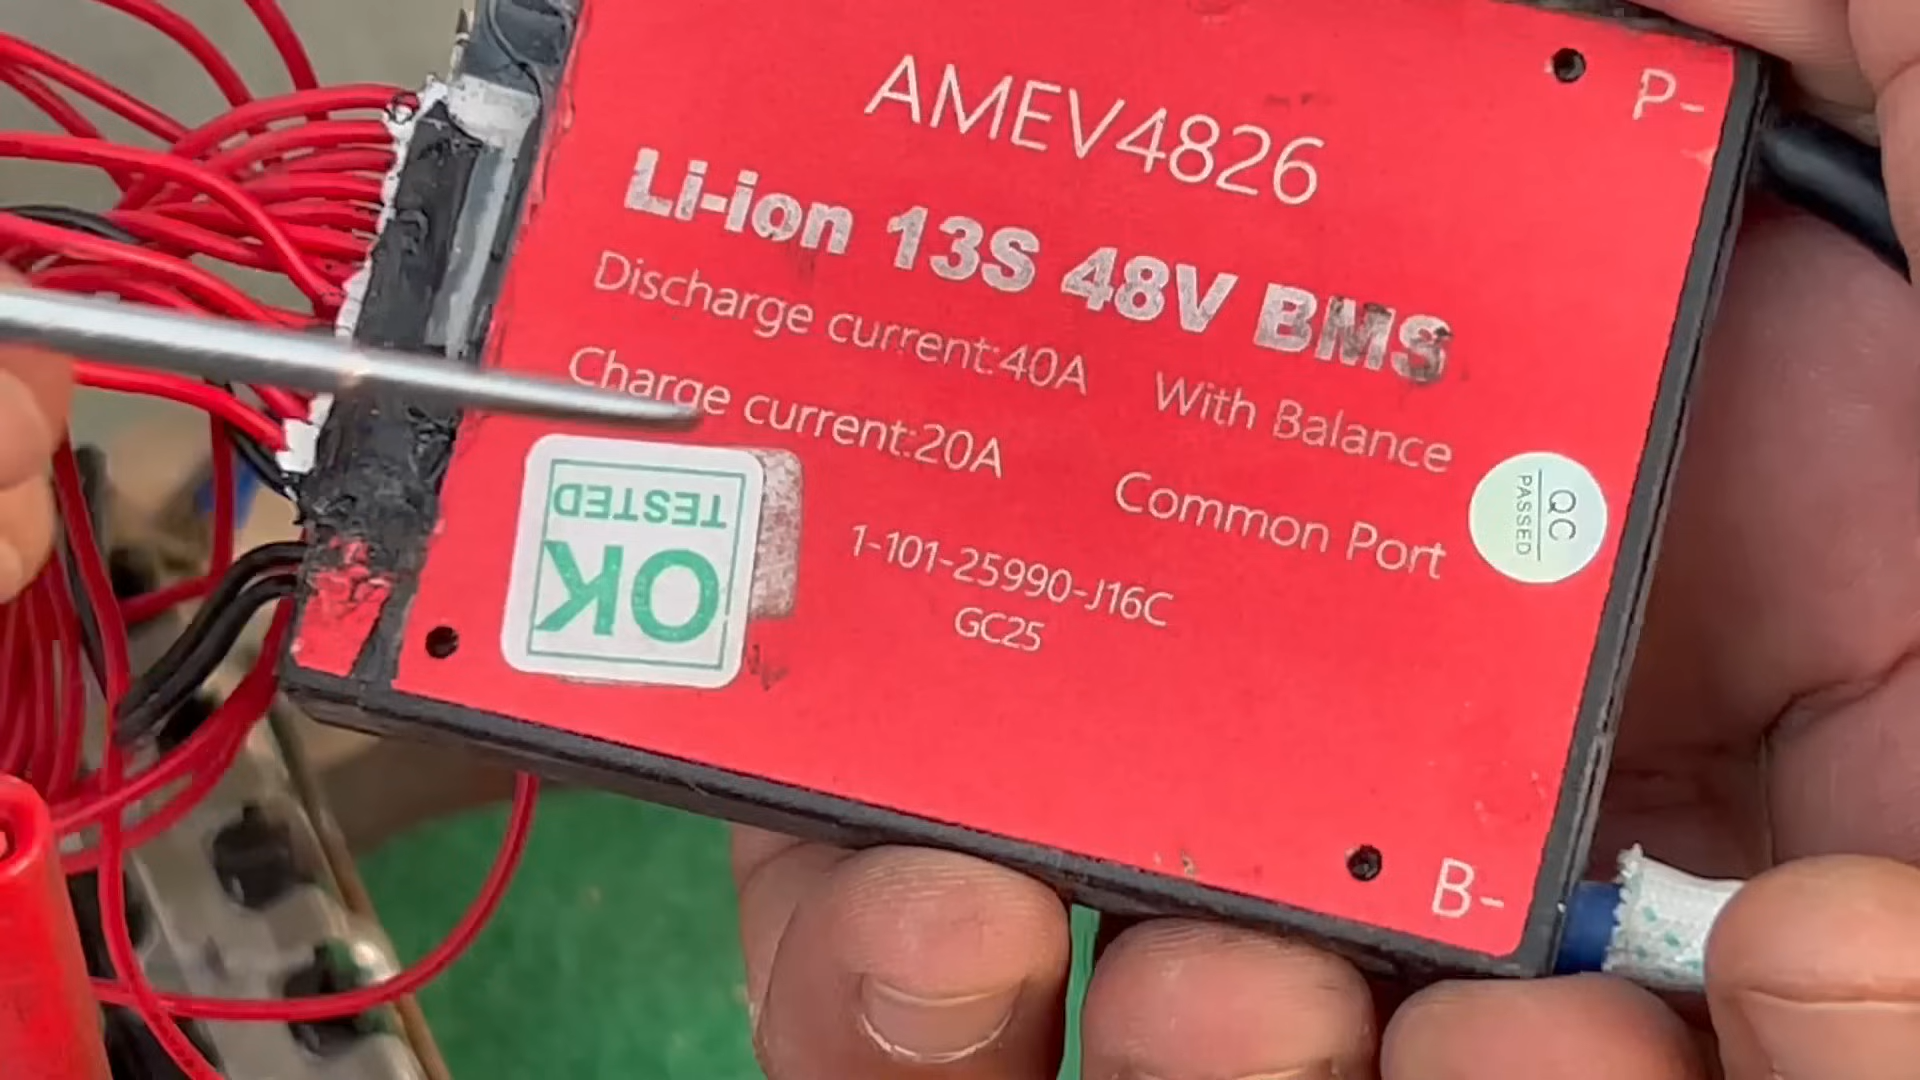 P-
AMEV4826
Li-ion 13S 48V BMS
Discharge current:40A
With Balance
Charge current:20A
Common Port
QC
PASSED
OK
TESTED
1-101-25990-J16C
GC25
B-